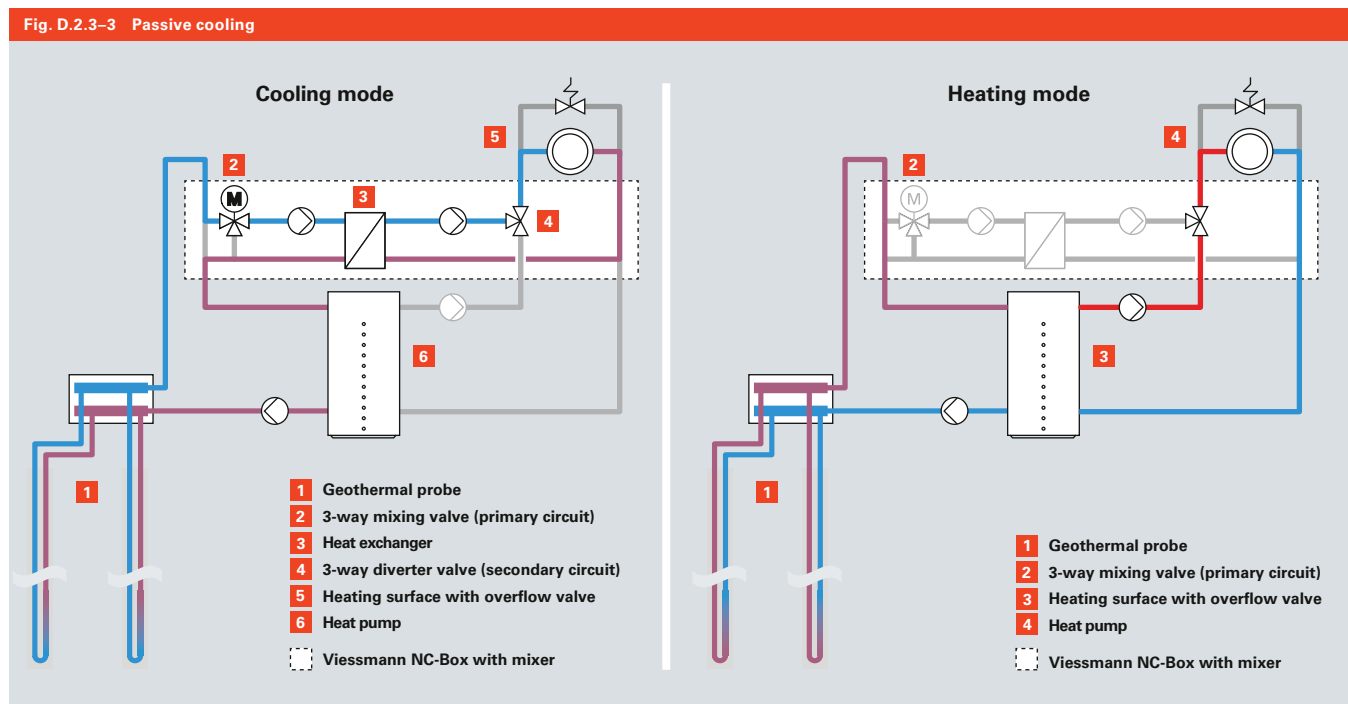 Fig. D.2.3–3 Passive cooling
Cooling mode
5
2
M
3
4
6
1
1 Geothermal probe
2 3-way mixing valve (primary circuit)
3 Heat exchanger
4 3-way diverter valve (secondary circuit)
5 Heating surface with overflow valve
6 Heat pump
Viessmann NC-Box with mixer
Heating mode
4
2
M
3
1
1 Geothermal probe
2 3-way mixing valve (primary circuit)
3 Heating surface with overflow valve
4 Heat pump
Viessmann NC-Box with mixer